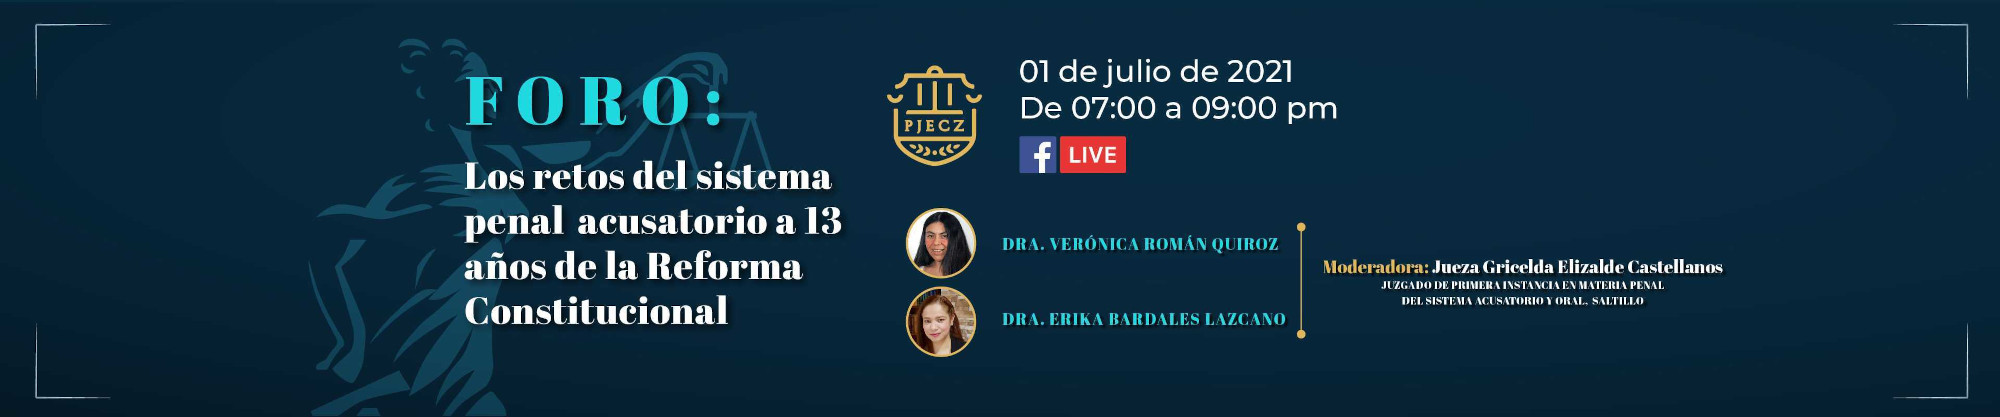 FORO:
Los retos del sistema
penal acusatorio a 13
años de la Reforma
Constitucional
PJECZ
01 de julio de 2021
De 07:00 a 09:00 pm
f LIVE
DRA. VERÓNICA ROMÁN QUIROZ
DRA. ERIKA BARDALES LAZCANO
Moderadora: Jueza Gricelda Elizalde Castellanos
JUZGADO DE PRIMERA INSTANCIA EN MATERIA PENAL
DEL SISTEMA ACUSATORIO Y ORAL, SALTILLO